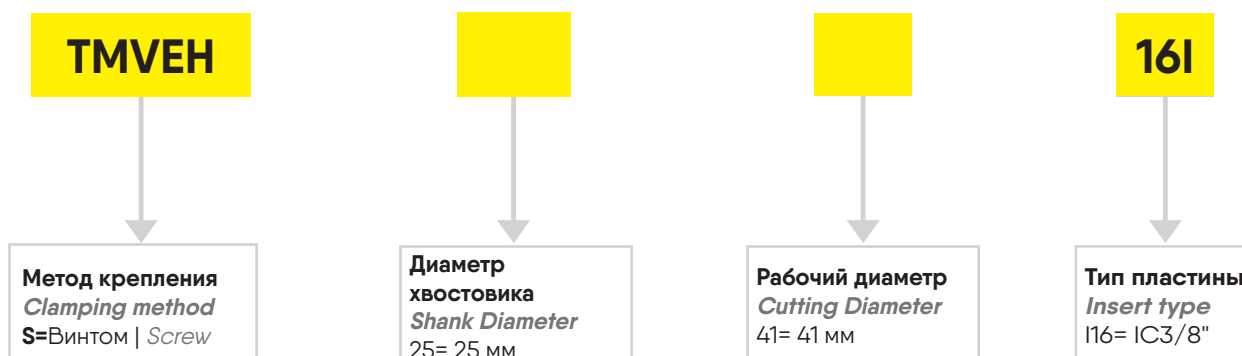 TMVEH
16I
Метод крепления
Clamping method
S=Винтом | Screw
Диаметр
хвостовика
Shank Diameter
25= 25 мм
Рабочий диаметр
Cutting Diameter
41= 41 мм
Тип пластины
Insert type
I16= IC3/8"